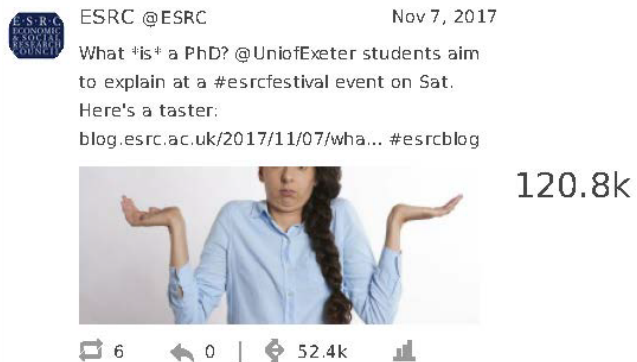 E·S·R·C
ECONOMIC
& SOCIAL
RESEARCH
COUNCIL
ESRC @ESRC Nov 7, 2017
What *is* a PhD? @UniofExeter students aim
to explain at a #esrcfestival event on Sat.
Here's a taster:
blog.esrc.ac.uk/2017/11/07/wha... #esrcblog
120.8k
6 0 | 52.4k